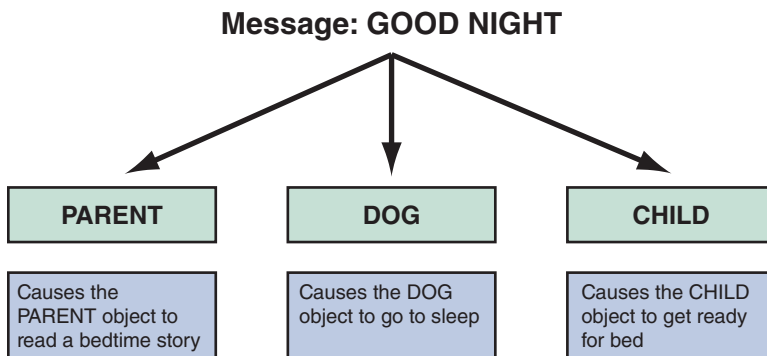 Message: GOOD NIGHT
PARENT
DOG
CHILD
Causes the
PARENT object to
read a bedtime story
Causes the DOG
object to go to sleep
Causes the CHILD
object to get ready
for bed